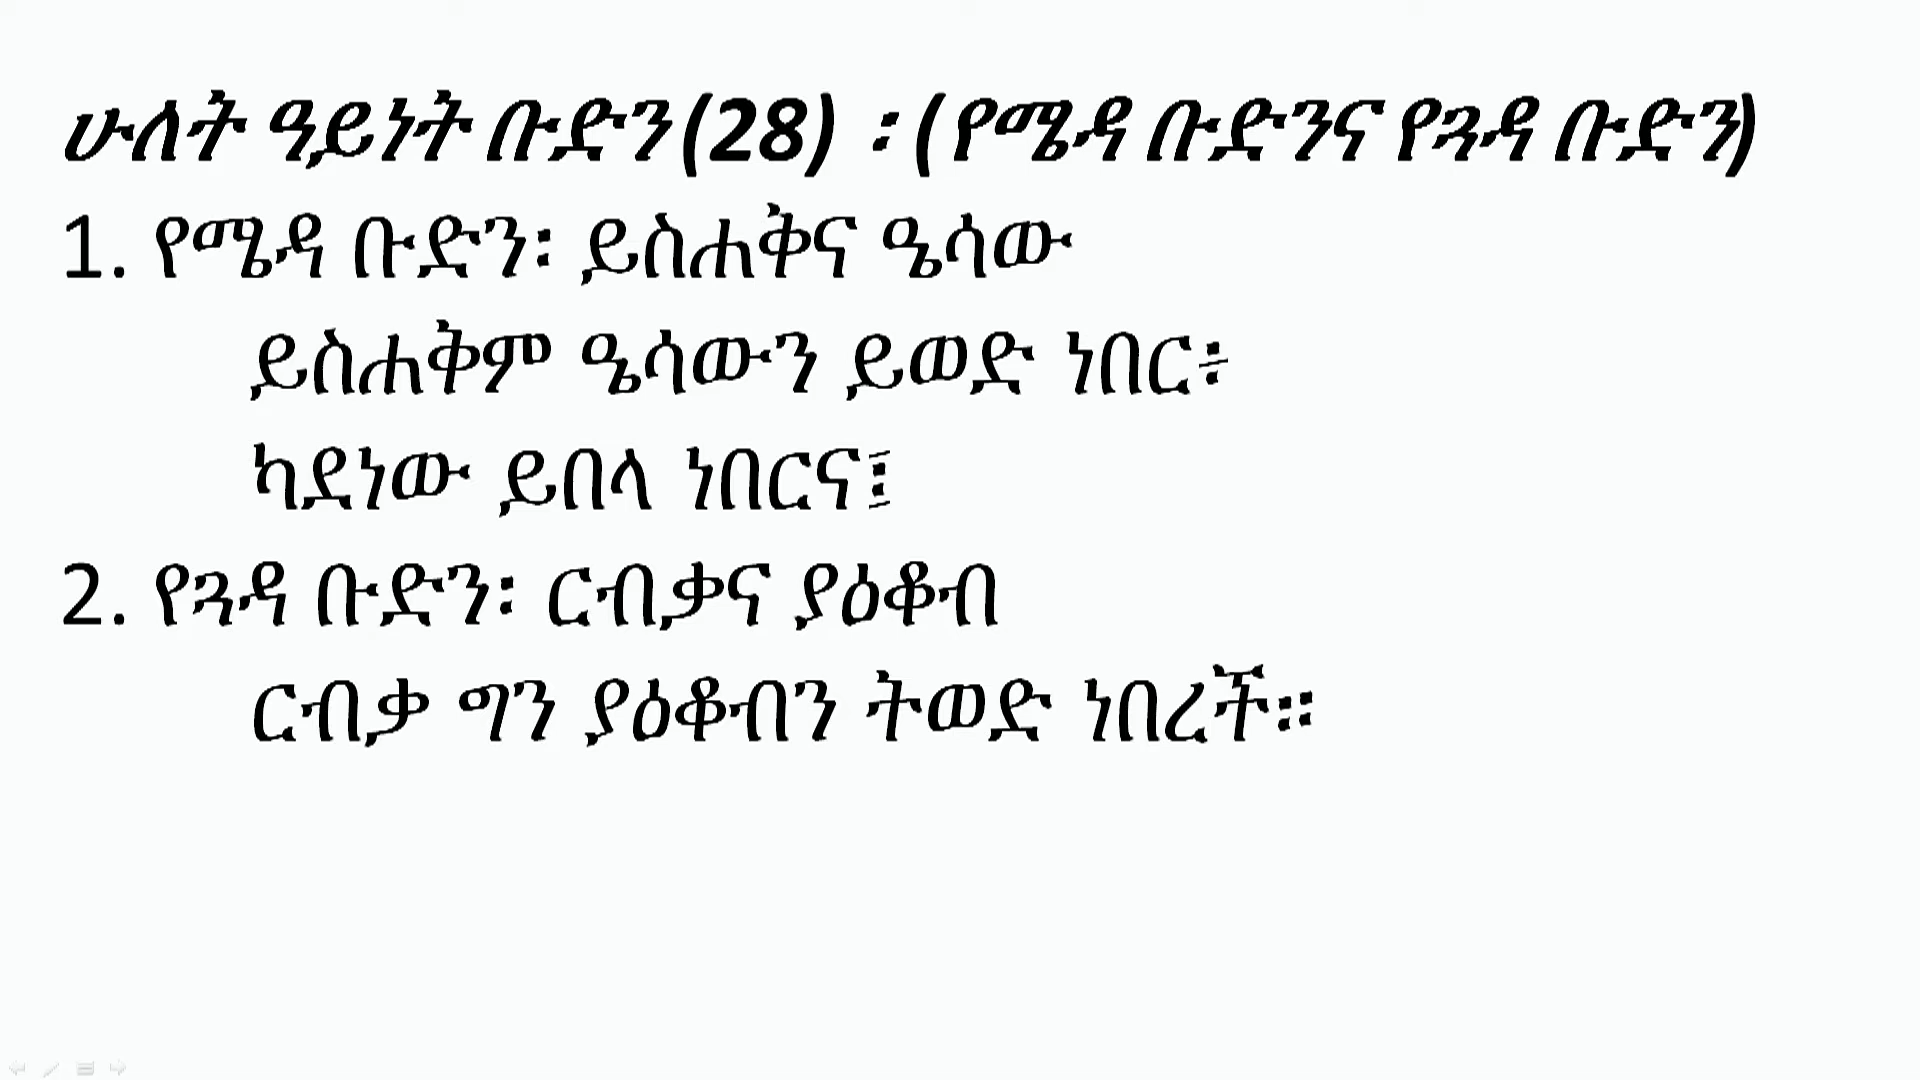 ሁለት ዓይነት ቡድን(28) ፡ (የሜዳ ቡድንና የጓዳ ቡድን)
1. የሜዳ ቡድን፡ ይስሐቅና ዔሳው
ይስሐቅም ዔሳውን ይወድ ነበር፥
ካደነው ይበላ ነበርና፤
2. የጓዳ ቡድን፡ ርብቃና ያዕቆብ
ርብቃ ግን ያዕቆብን ትወድ ነበረች።